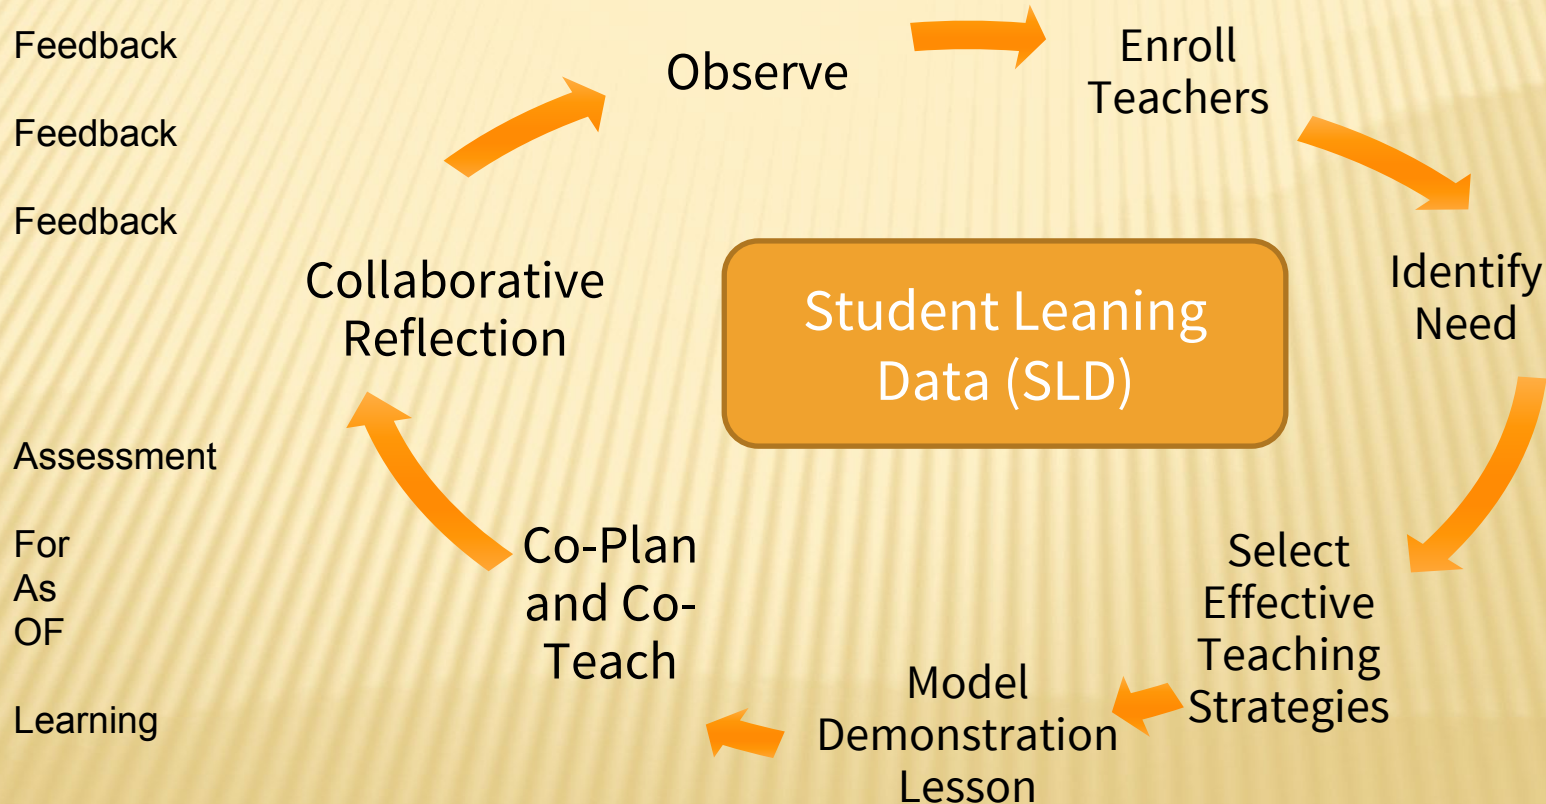 Feedback
Feedback
Feedback
Assessment
For
As
OF
Learning
Observe
Enroll
Teachers
Identify
Need
Select
Effective
Teaching
Strategies
Model
Demonstration
Lesson
Co-Plan
and Co-
Teach
Collaborative
Reflection
Student Leaning
Data (SLD)